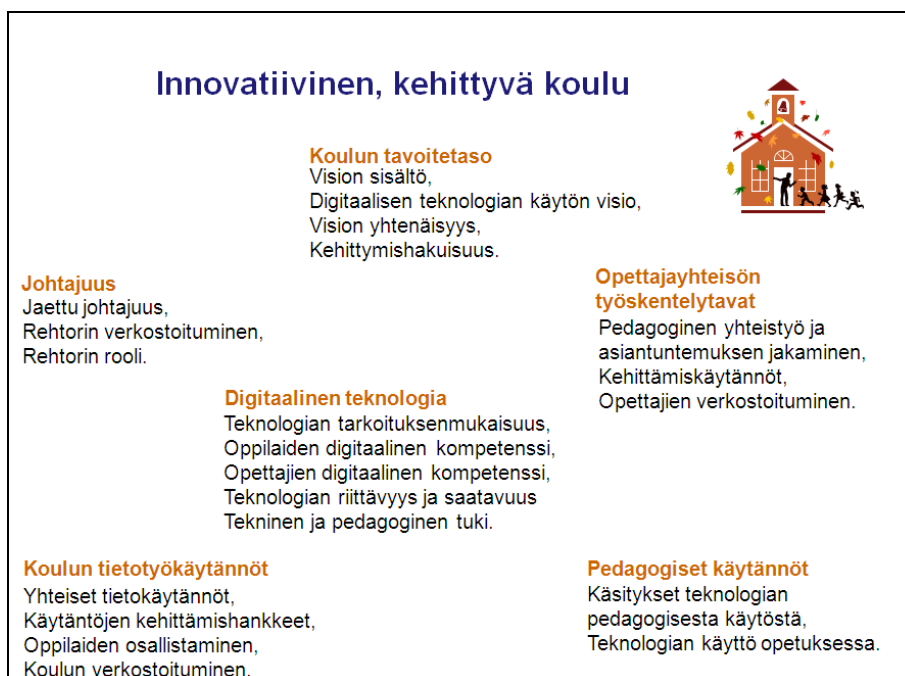 Innovatiivinen, kehittyvä koulu
Koulun tavoitetaso
Vision sisältö,
Digitaalisen teknologian käytön visio,
Vision yhtenäisyys,
Kehittymishakuisuus.
Johtajuus
Jaettu johtajuus,
Rehtorin verkostoituminen,
Rehtorin rooli.
Opettajayhteisön
työskentelytavat
Pedagoginen yhteistyö ja
asiantuntemuksen jakaminen,
Kehittämiskäytännöt,
Opettajien verkostoituminen.
Digitaalinen teknologia
Teknologian tarkoituksenmukaisuus,
Oppilaiden digitaalinen kompetenssi,
Opettajien digitaalinen kompetenssi,
Teknologian riittävyys ja saatavuus
Tekninen ja pedagoginen tuki.
Koulun tietotyökäytännöt
Yhteiset tietokäytännöt,
Käytäntöjen kehittämishankkeet,
Oppilaiden osallistaminen,
Koulun verkostoituminen.
Pedagogiset käytännöt
Käsitykset teknologian
pedagogisesta käytöstä,
Teknologian käyttö opetuksessa.